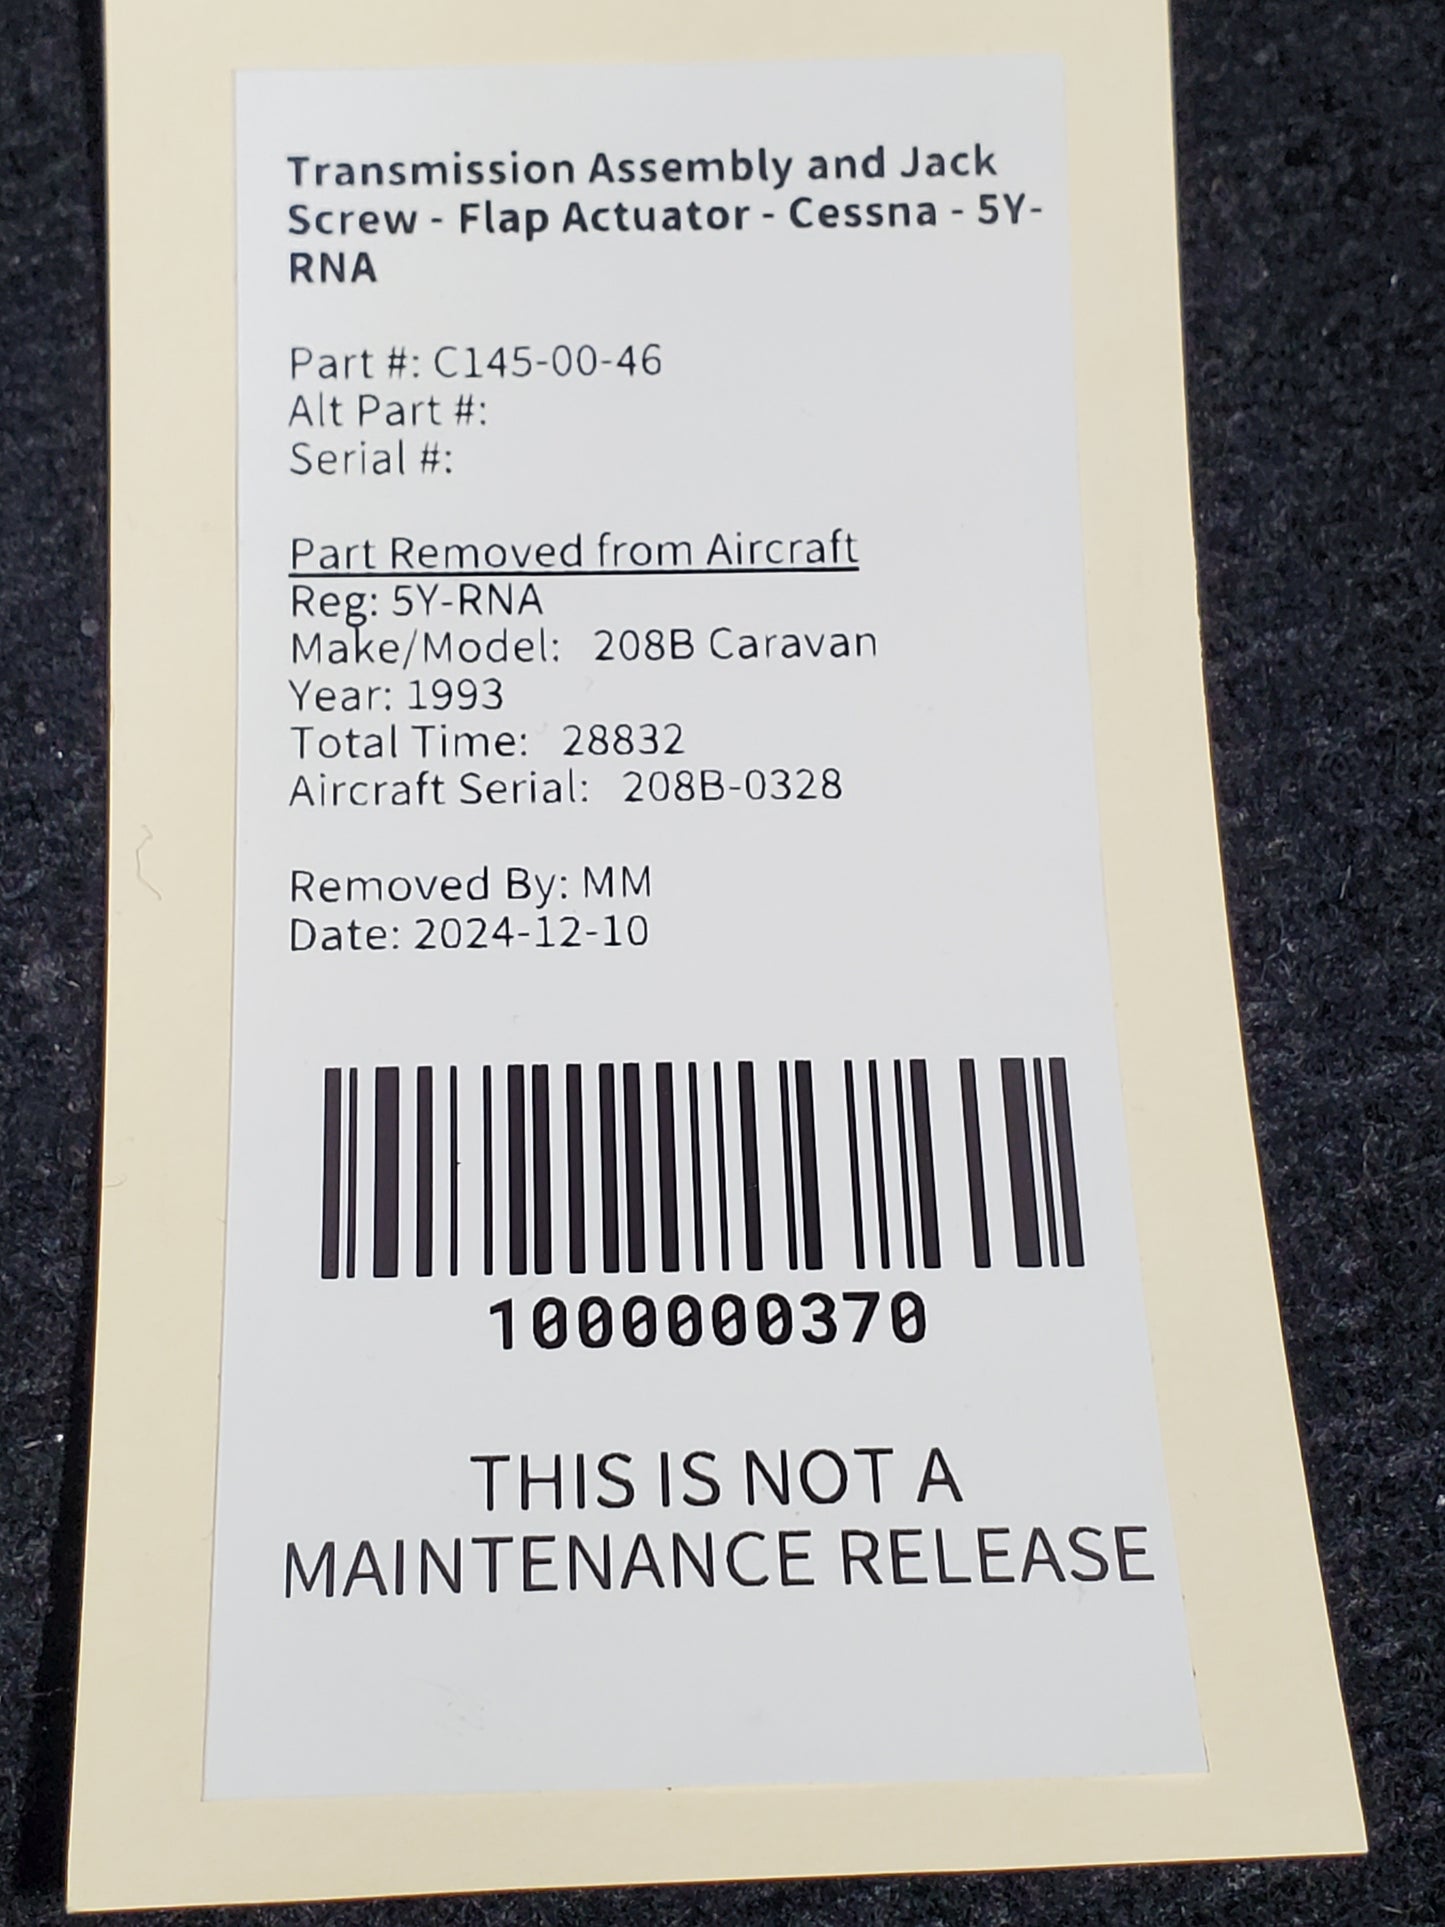 Transmission Assembly and Jack
Screw - Flap Actuator - Cessna - 5Y-
RNA
Part #: C145-00-46
Alt Part #:
Serial #:
Part Removed from Aircraft
Reg: 5Y-RNA
Make/Model: 208B Caravan
Year: 1993
Total Time: 28832
Aircraft Serial: 208B-0328
Removed By: MM
Date: 2024-12-10
1000000370
THIS IS NOT A
MAINTENANCE RELEASE